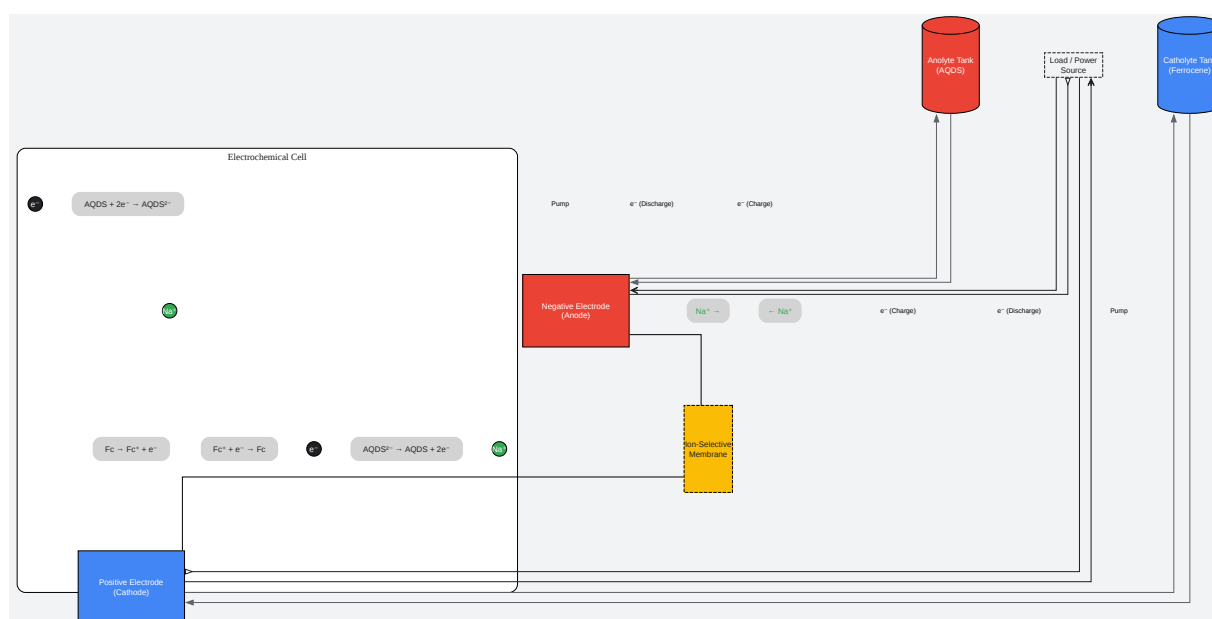 Anolyte Tank
(AQDS)
Load / Power
Source
Catholyte Tan
(Ferrocene)
Electrochemical Cell
e⁻
AQDS + 2e⁻ → AQDS²⁻
Pump
e⁻ (Discharge)
e⁻ (Charge)
Na⁺
Negative Electrode
(Anode)
Na⁺ →
← Na⁺
e⁻ (Charge)
e⁻ (Discharge)
Pump
Fc → Fc⁺ + e⁻
Fc⁺ + e⁻ → Fc
e⁻
AQDS²⁻ → AQDS + 2e⁻
Na⁺
Ion-Selective
Membrane
Positive Electrode
(Cathode)